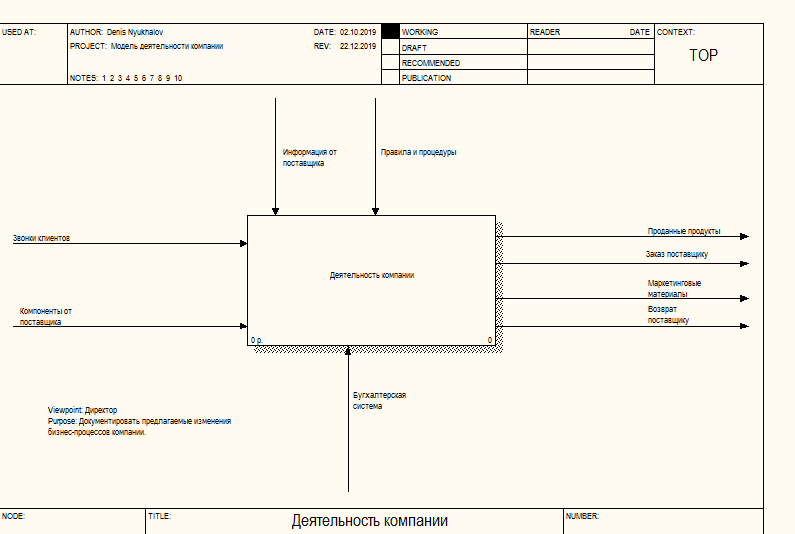 USED AT:
AUTHOR: Denis Nyukhalov
DATE: 02.10.2019
WORKING
READER
DATE
CONTEXT:
PROJECT: Модель деятельности компании
REV: 22.12.2019
DRAFT
TOP
RECOMMENDED
NOTES: 1 2 3 4 5 6 7 8 9 10
PUBLICATION
Информация от
поставщика
Правила и процедуры
Звонки клиентов
Проданные продукты
Заказ поставщику
Деятельность компании
Маркетинговые
материалы
Компоненты от
поставщика
Возврат
поставщику
0 р.
0
Бугхалтерская
система
Viewpoint: Директор
Purpose: Документировать предлагаемые изменения
бизнес-процессов компании.
NODE:
TITLE:
Деятельность компании
NUMBER: